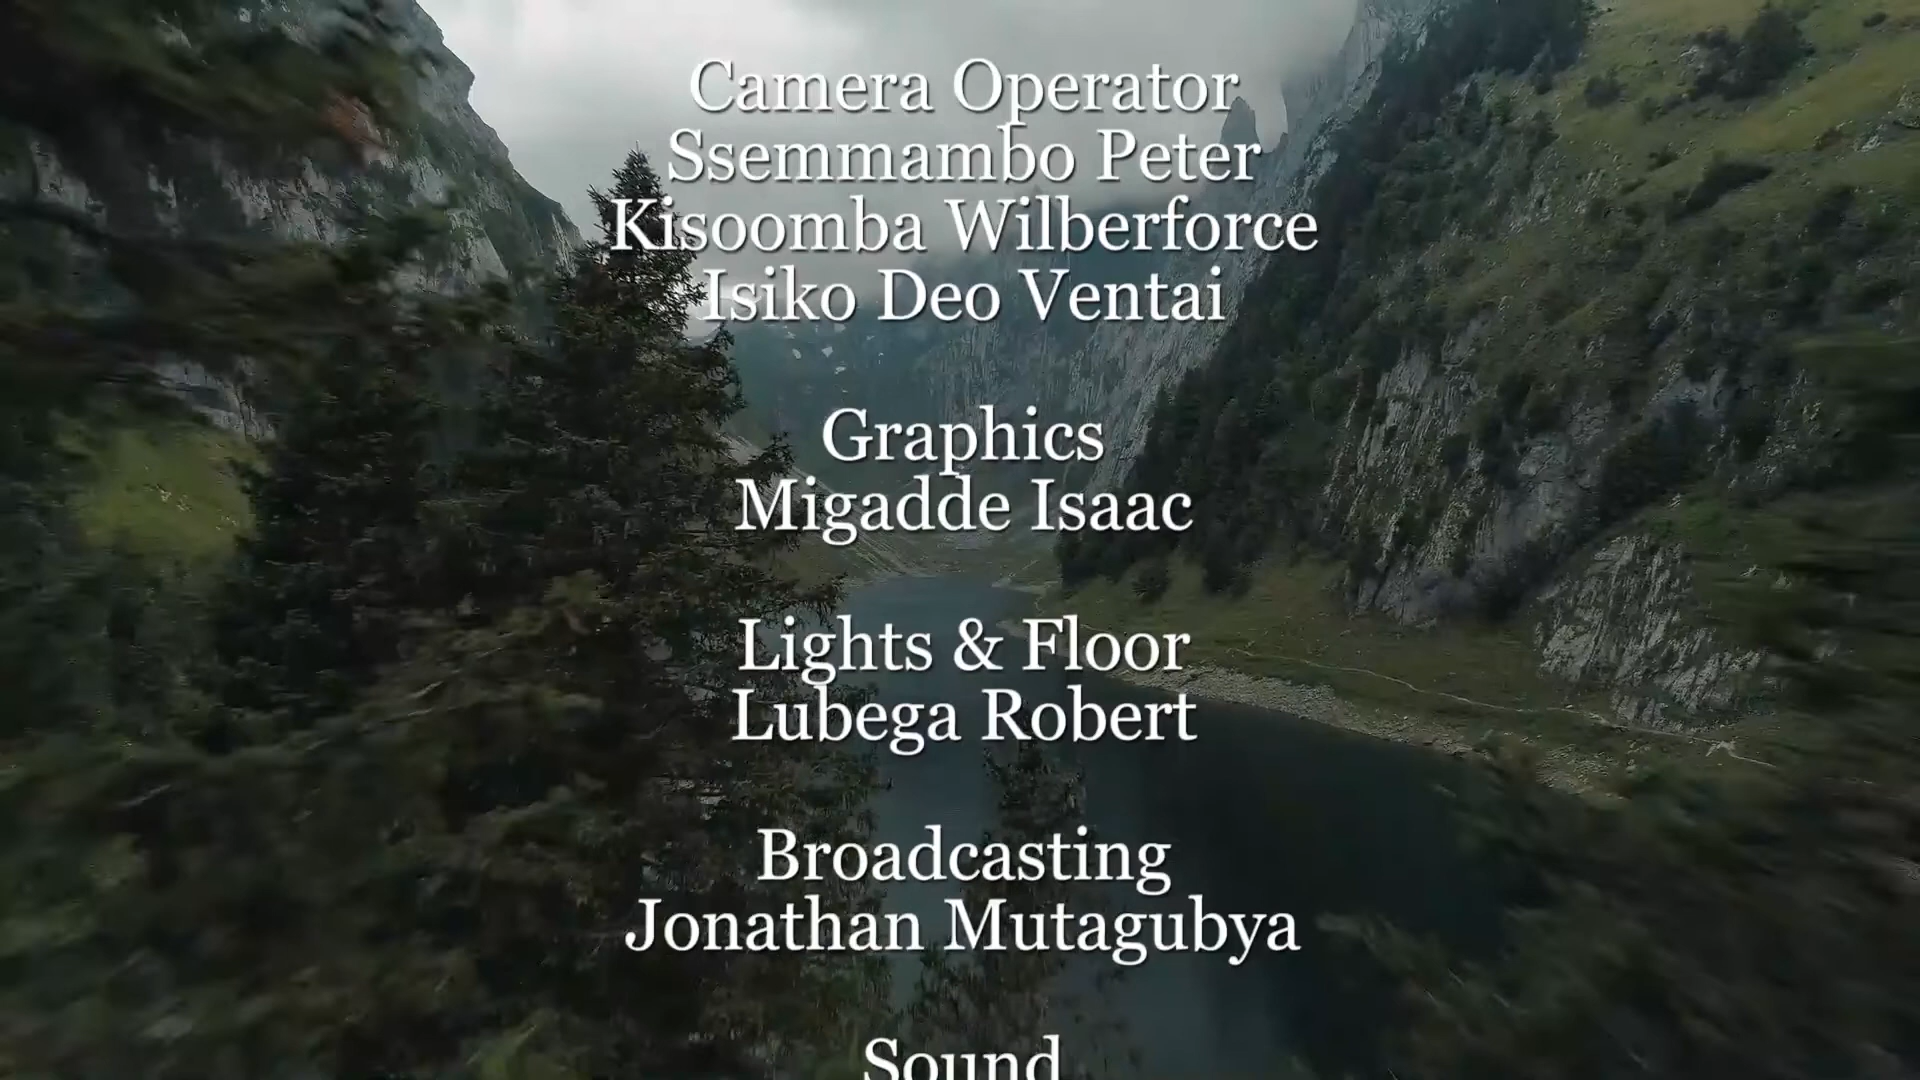 Camera Operator
Ssemmambo Peter
Kisoomba Wilberforce
Isiko Deo Ventai
Graphics
Migadde Isaac
Lights & Floor
Lubega Robert
Broadcasting
Jonathan Mutagubya
Sound